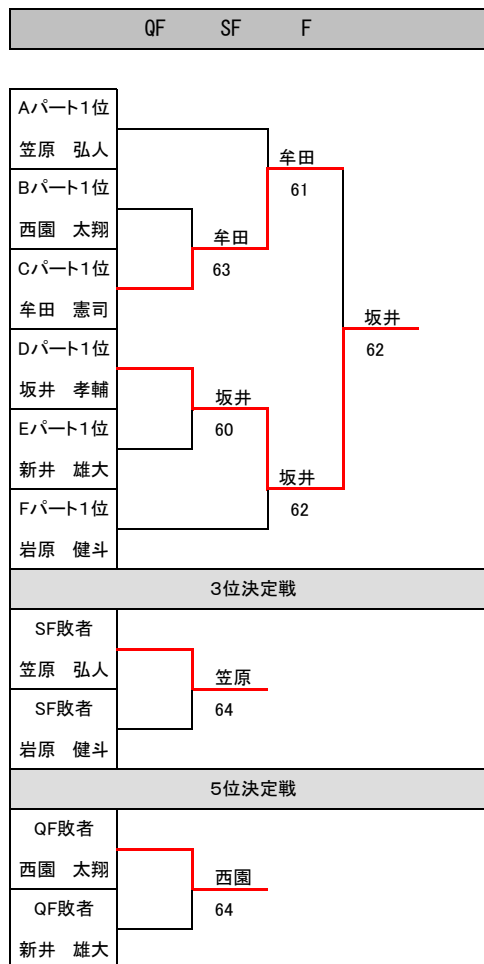 QF SF F
Aパート1位
笠原 弘人
牟田
Bパート1位
61
西園 太翔
牟田
Cパート1位
63
牟田 憲司
坂井
Dパート1位
62
坂井 孝輔
坂井
Eパート1位
60
新井 雄大
坂井
Fパート1位
62
岩原 健斗
3位決定戦
SF敗者
笠原 弘人
笠原
SF敗者
64
岩原 健斗
5位決定戦
QF敗者
西園 太翔
西園
QF敗者
64
新井 雄大